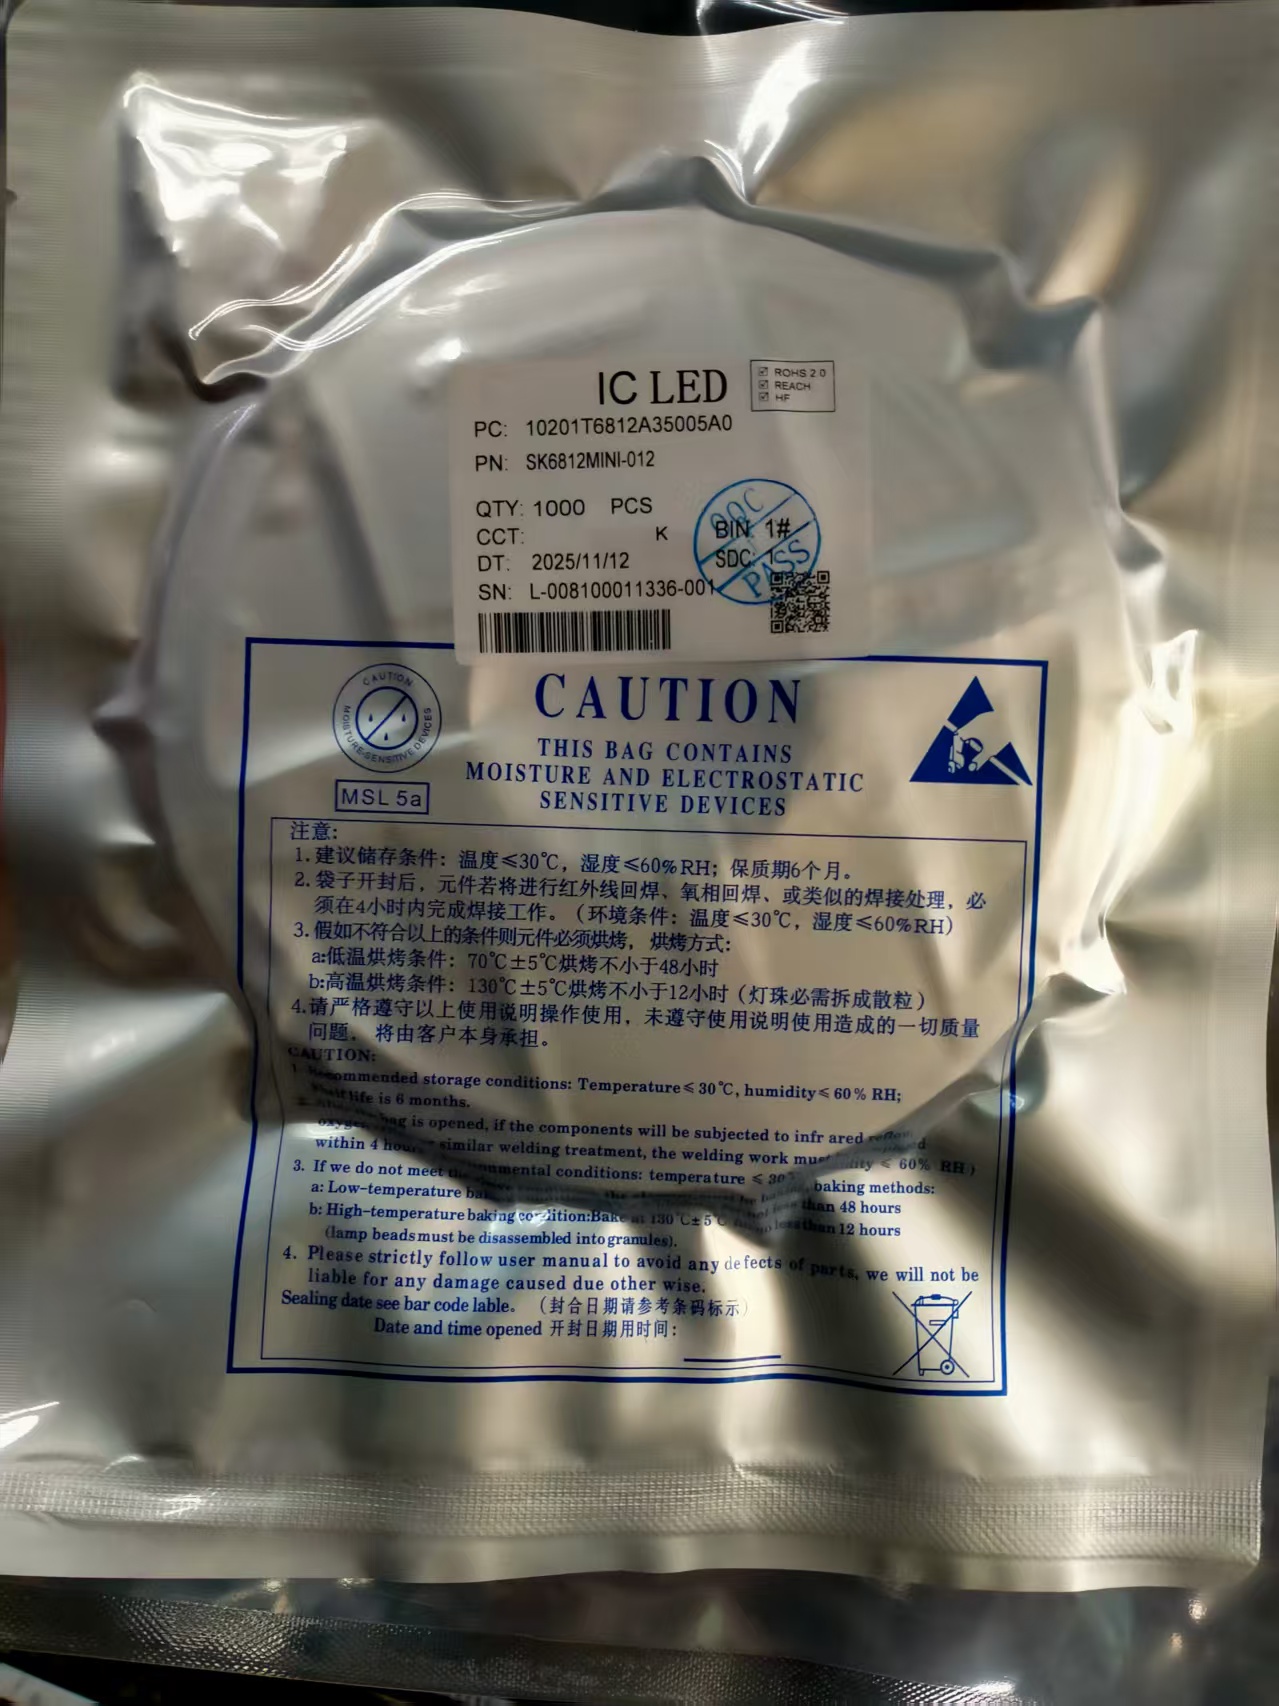 IC LED
ROHS 2.0
REACH
HF
PC: 10201T6812A35005A0
PN: SK6812MINI-012
QTY: 1000 PCS
CCT: K
DT: 2025/11/12
SN: L-008100011336-001
QQC
BIN: 1#
SDC: 1
PASS
CAUTION
MOISTURE-SENSITIVE DEVICES
MSL 5a
CAUTION
THIS BAG CONTAINS
MOISTURE AND ELECTROSTATIC
SENSITIVE DEVICES
注意:
1.建议储存条件: 温度≤30℃, 湿度≤60%RH; 保质期6个月。
2.袋子开封后, 元件若将进行红外线回焊、氧相回焊、或类似的焊接处理, 必
须在4小时内完成焊接工作。(环境条件: 温度≤30℃, 湿度≤60%RH)
3.假如不符合以上的条件则元件必须烘烤, 烘烤方式:
a:低温烘烤条件: 70℃±5℃烘烤不小于48小时
b:高温烘烤条件: 130℃±5℃烘烤不小于12小时(灯珠必需拆成散粒)
4.请严格遵守以上使用说明操作使用, 未遵守使用说明使用造成的一切质量
问题, 将由客户本身承担。
CAUTION:
1 Recommended storage conditions: Temperature≤30℃, humidity≤60% RH;
life is 6 months.
bag is opened, if the components will be subjected to infr ared
within 4 similar welding treatment, the welding work ≤ 60% RH)
3. If we do not meet conditions: temperature ≤ baking methods:
a: Low-temperature than 48 hours
b: High-temperature baking condition:Bake at 130℃±5℃ than 12 hours
(lamp beads must be disassembled into granules).
4. Please strictly follow user manual to avoid any defects of parts, we will not be
liable for any damage caused due other wise.
Sealing date see bar code lable。 (封合日期请参考条码标示)
Date and time opened 开封日期用时间: